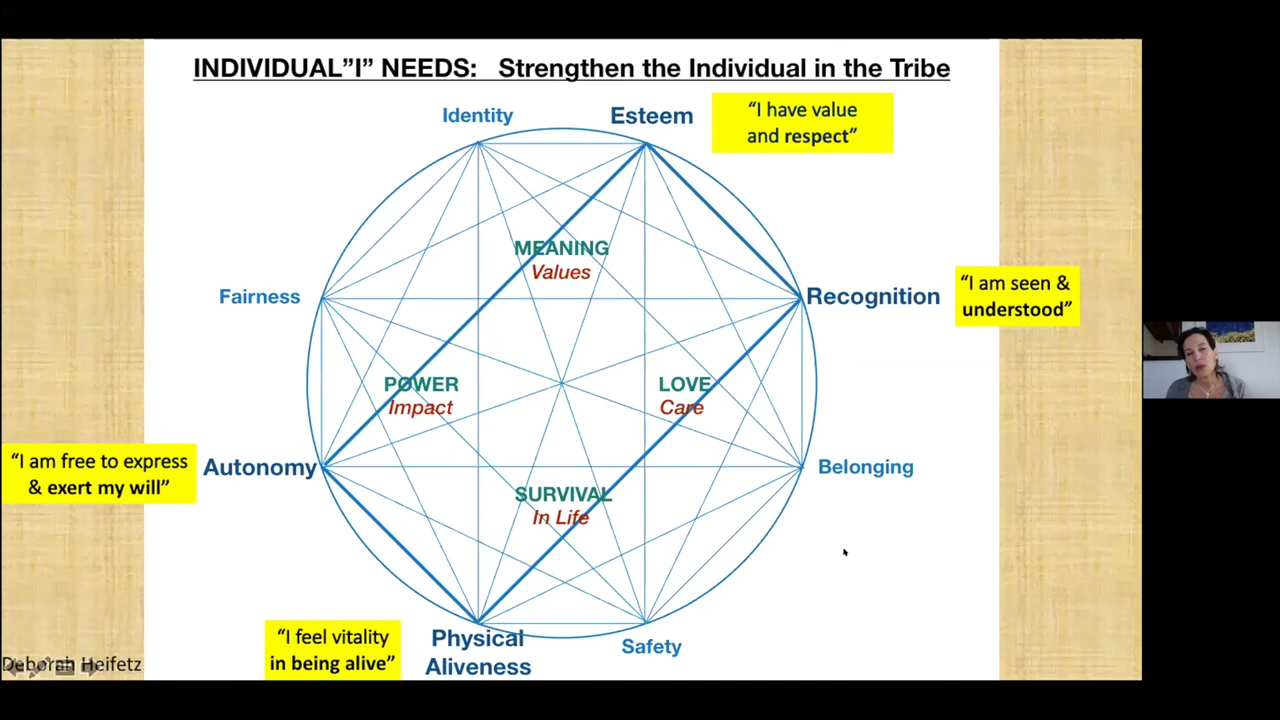 INDIVIDUAL”I” NEEDS: Strengthen the Individual in the Tribe
Identity
Esteem
“I have value
and respect”
MEANING
Values
Fairness
Recognition
“I am seen &
understood”
POWER
Impact
LOVE
Care
“I am free to express
& exert my will”
Autonomy
Belonging
SURVIVAL
In Life
“I feel vitality
in being alive”
Physical
Aliveness
Safety
Deborah Heifetz